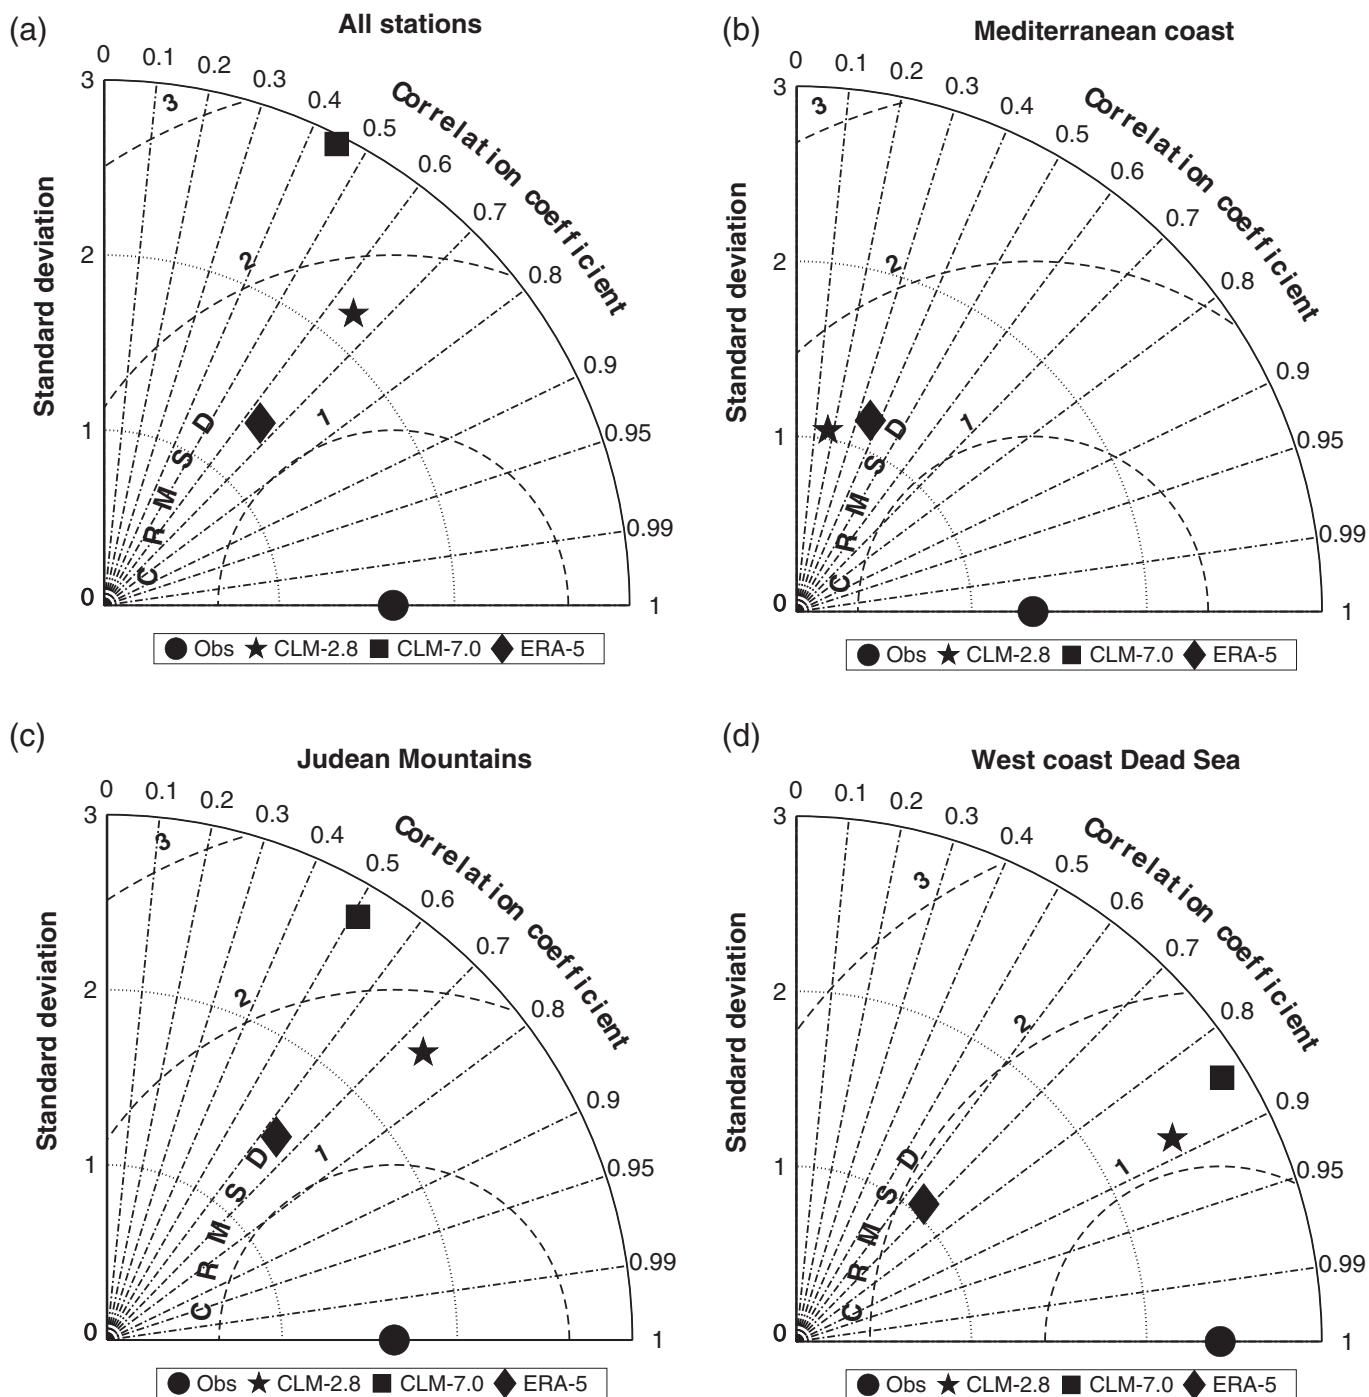 (a)
All stations
0 0.1 0.2 0.3 0.4 0.5 0.6 0.7 0.8 0.9 0.95 0.99 1
Correlation coefficient
Standard deviation
3
2
1
0
3
2
1
CRMSD
Obs CLM-2.8 CLM-7.0 ERA-5
(b)
Mediterranean coast
0 0.1 0.2 0.3 0.4 0.5 0.6 0.7 0.8 0.9 0.95 0.99 1
Correlation coefficient
Standard deviation
3
2
1
0
3
2
1
CRMSD
Obs CLM-2.8 CLM-7.0 ERA-5
(c)
Judean Mountains
0 0.1 0.2 0.3 0.4 0.5 0.6 0.7 0.8 0.9 0.95 0.99 1
Correlation coefficient
Standard deviation
3
2
1
0
3
2
1
CRMSD
Obs CLM-2.8 CLM-7.0 ERA-5
(d)
West coast Dead Sea
0 0.1 0.2 0.3 0.4 0.5 0.6 0.7 0.8 0.9 0.95 0.99 1
Correlation coefficient
Standard deviation
3
2
1
0
3
2
1
CRMSD
Obs CLM-2.8 CLM-7.0 ERA-5